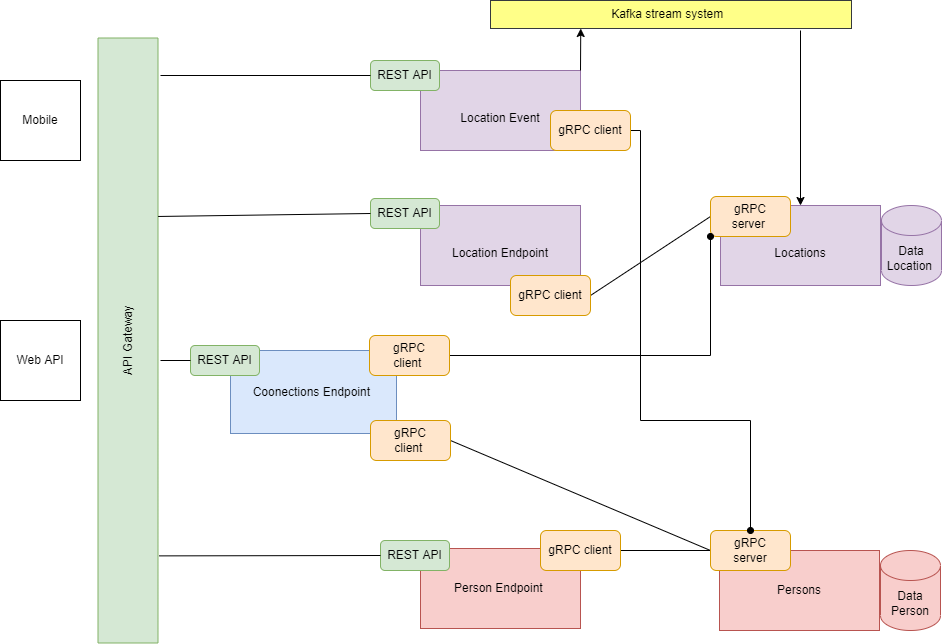 Kafka stream system
REST API
Mobile
Location Event
gRPC client
REST API
gRPC
server
Location Endpoint
Locations
Data
Location
gRPC client
API Gateway
Web API
REST API
gRPC
client
Coonections Endpoint
gRPC
client
REST API
gRPC client
gRPC
server
Person Endpoint
Persons
Data
Person